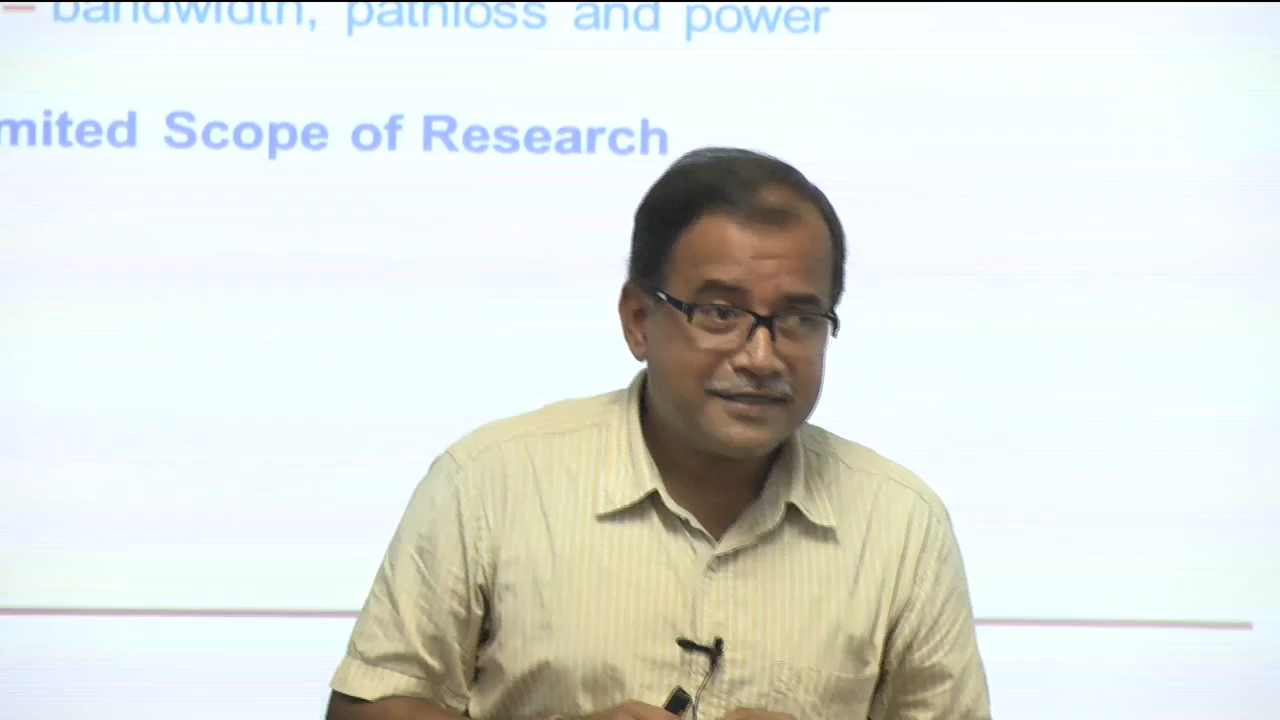 – bandwidth, pathloss and power
mited Scope of Research